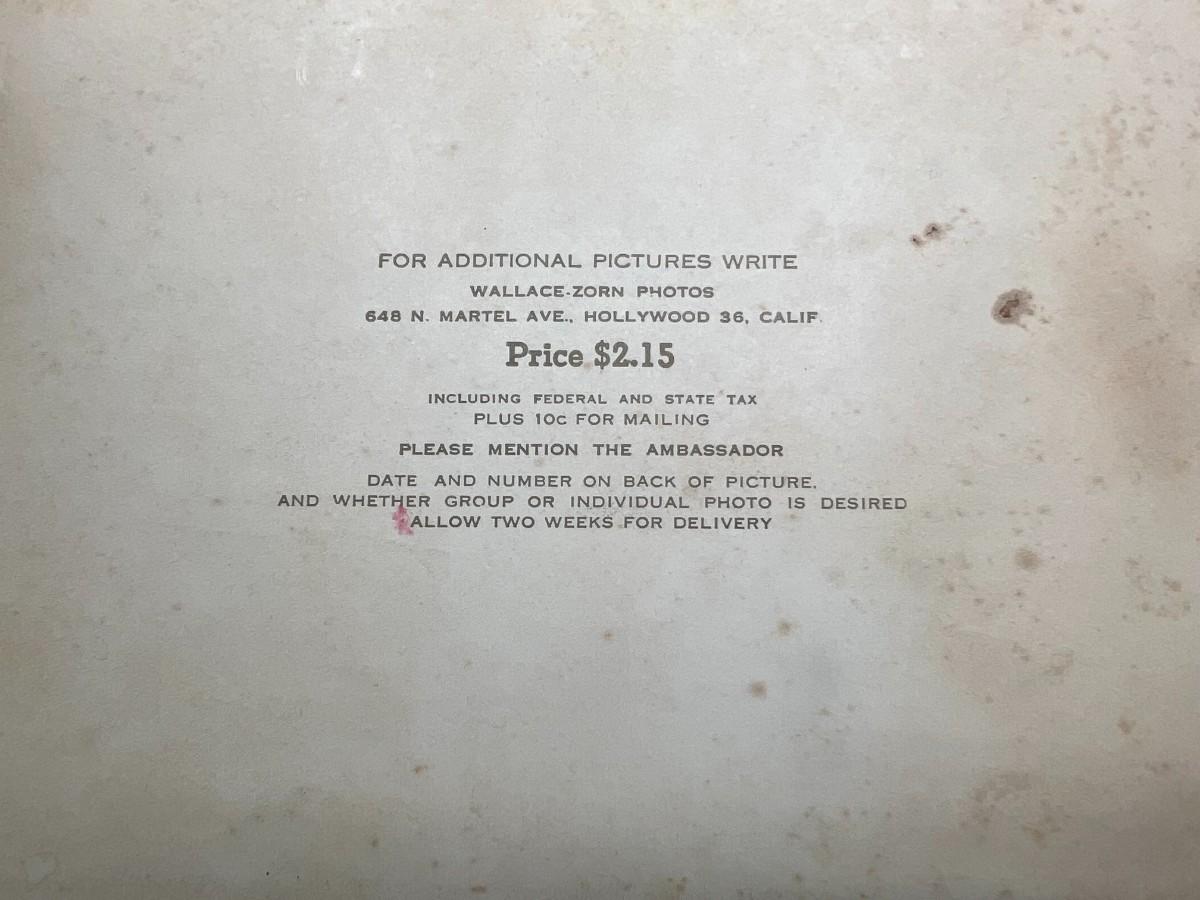 FOR ADDITIONAL PICTURES WRITE
WALLACE-ZORN PHOTOS
648 N. MARTEL AVE., HOLLYWOOD 36, CALIF.
Price $2.15
INCLUDING FEDERAL AND STATE TAX
PLUS 10c FOR MAILING
PLEASE MENTION THE AMBASSADOR
DATE AND NUMBER ON BACK OF PICTURE,
AND WHETHER GROUP OR INDIVIDUAL PHOTO IS DESIRED
ALLOW TWO WEEKS FOR DELIVERY